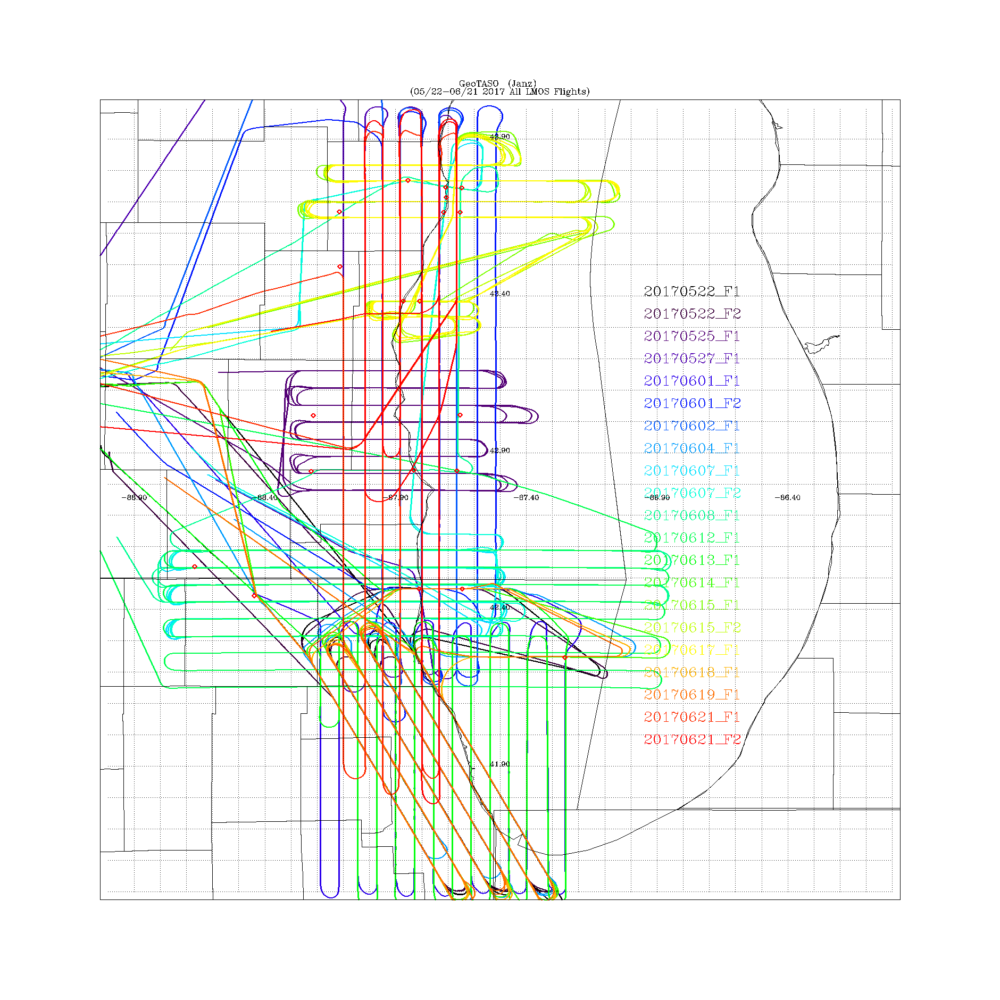 GeoTASO (Janz)
(05/22-06/21 2017 All LMOS Flights)
43.90
43.40
20170522_F1
20170522_F2
20170525_F1
20170527_F1
20170601_F1
20170601_F2
20170602_F1
42.90
20170604_F1
20170607_F1
-88.90 -88.40 -87.90 -87.40 -86.90 -86.40
20170607_F2
20170608_F1
20170612_F1
20170613_F1
20170614_F1
42.40
20170615_F1
20170615_F2
20170617_F1
20170618_F1
20170619_F1
20170621_F1
20170621_F2
41.90